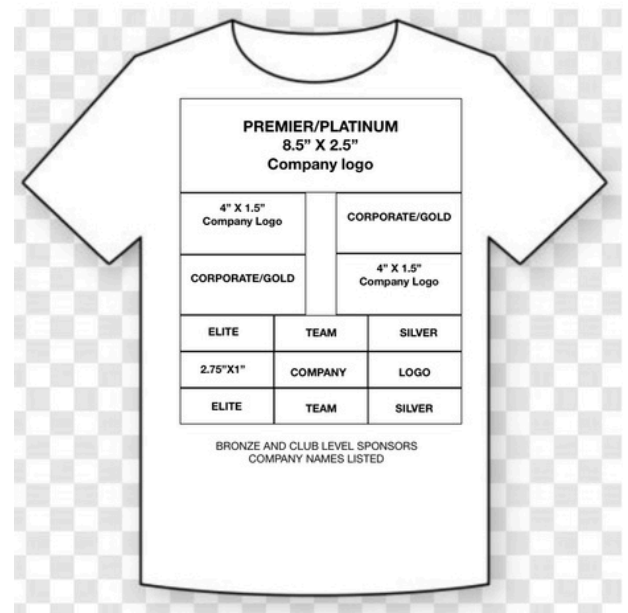 PREMIER/PLATINUM
8.5” X 2.5”
Company logo
4” X 1.5”
Company Logo
CORPORATE/GOLD
CORPORATE/GOLD
4” X 1.5”
Company Logo
ELITE TEAM SILVER
2.75”X1” COMPANY LOGO
ELITE TEAM SILVER
BRONZE AND CLUB LEVEL SPONSORS
COMPANY NAMES LISTED